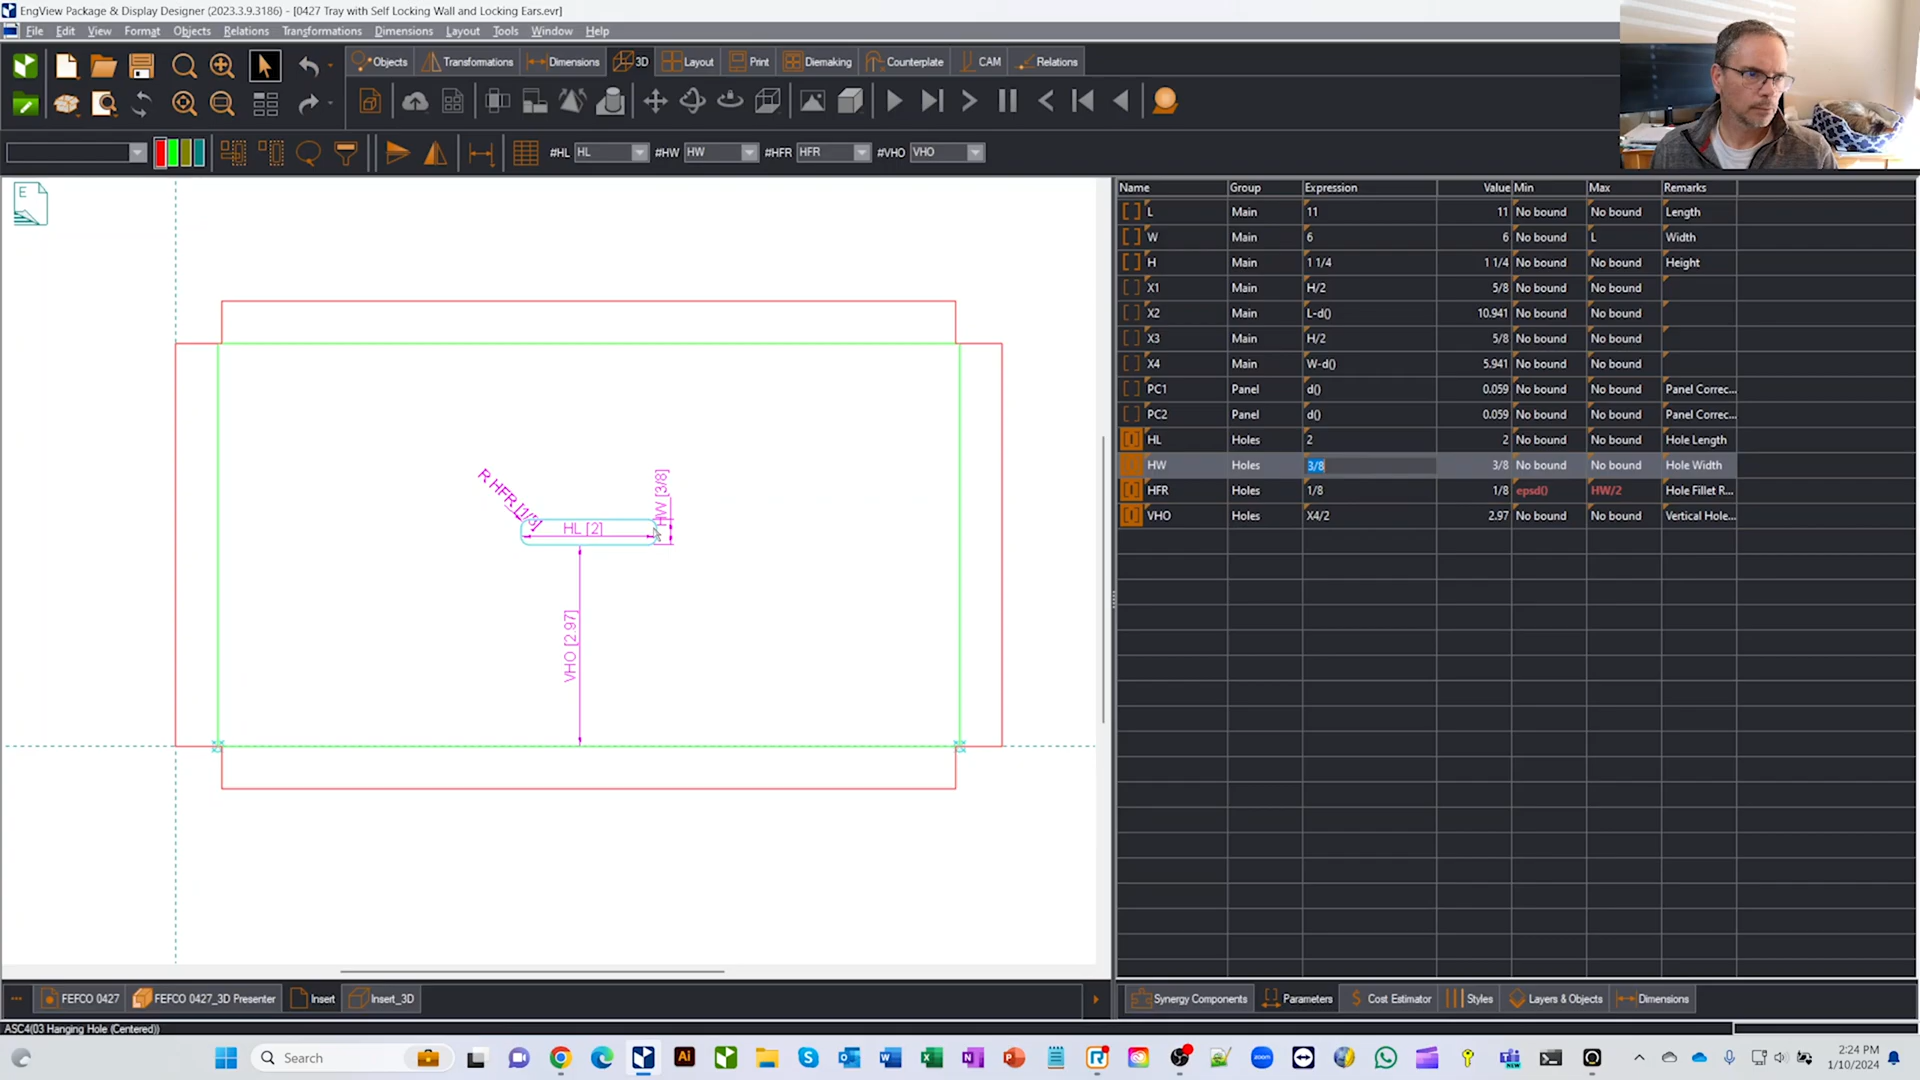 EngView Package & Display Designer (2023.3.9.3186) - [0427 Tray with Self Locking Wall and Locking Ears.evr]
File Edit View Format Objects Relations Transformations Dimensions Layout Tools Window Help
Objects Transformations Dimensions 3D Layout Print Diemaking Counterplate CAM Relations
#HL HL #HW HW #HFR HFR #VHO VHO
E
Name Group Expression Value Min Max Remarks
L Main 11 11 No bound No bound Length
W Main 6 6 No bound L Width
H Main 1 1/4 1 1/4 No bound No bound Height
X1 Main H/2 5/8 No bound No bound
X2 Main L-d() 10.941 No bound No bound
X3 Main H/2 5/8 No bound No bound
X4 Main W-d() 5.941 No bound No bound
PC1 Panel d() 0.059 No bound No bound Panel Correc...
PC2 Panel d() 0.059 No bound No bound Panel Correc...
HL Holes 2 2 No bound No bound Hole Length
HW Holes 3/8 3/8 No bound No bound Hole Width
HFR Holes 1/8 1/8 epsd() HW/2 Hole Fillet R...
VHO Holes X4/2 2.97 No bound No bound Vertical Hole...
R HFR [1/8]
HW [3/8]
HL [2]
VHO [2.97]
FEFCO 0427 FEFCO 0427_3D Presenter Insert Insert_3D
Synergy Components Parameters Cost Estimator Styles Layers & Objects Dimensions
ASC4(03 Hanging Hole (Centered))
Search
2:24 PM
1/10/2024